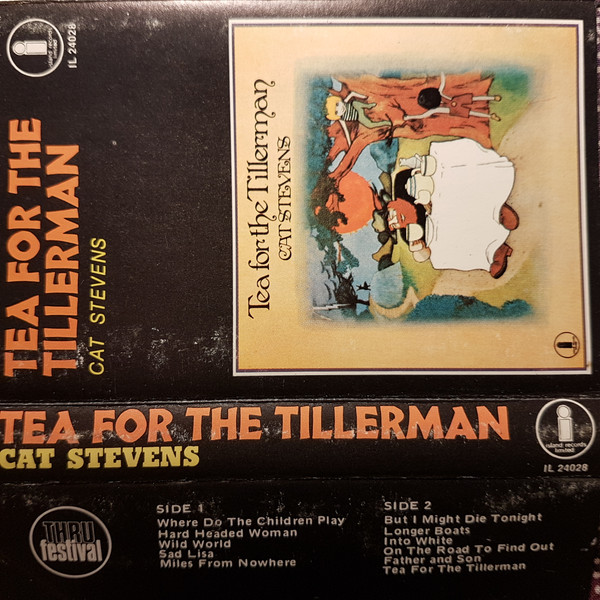 island records
limited
IL 24028
TEA FOR THE
TILLERMAN
CAT STEVENS
Tea for the Tillerman
CAT STEVENS
TEA FOR THE TILLERMAN
CAT STEVENS
island records
limited
IL 24028
THRU
festival
SIDE 1
Where Do The Children Play
Hard Headed Woman
Wild World
Sad Lisa
Miles From Nowhere
SIDE 2
But I Might Die Tonight
Longer Boats
Into White
On The Road To Find Out
Father and Son
Tea For The Tillerman